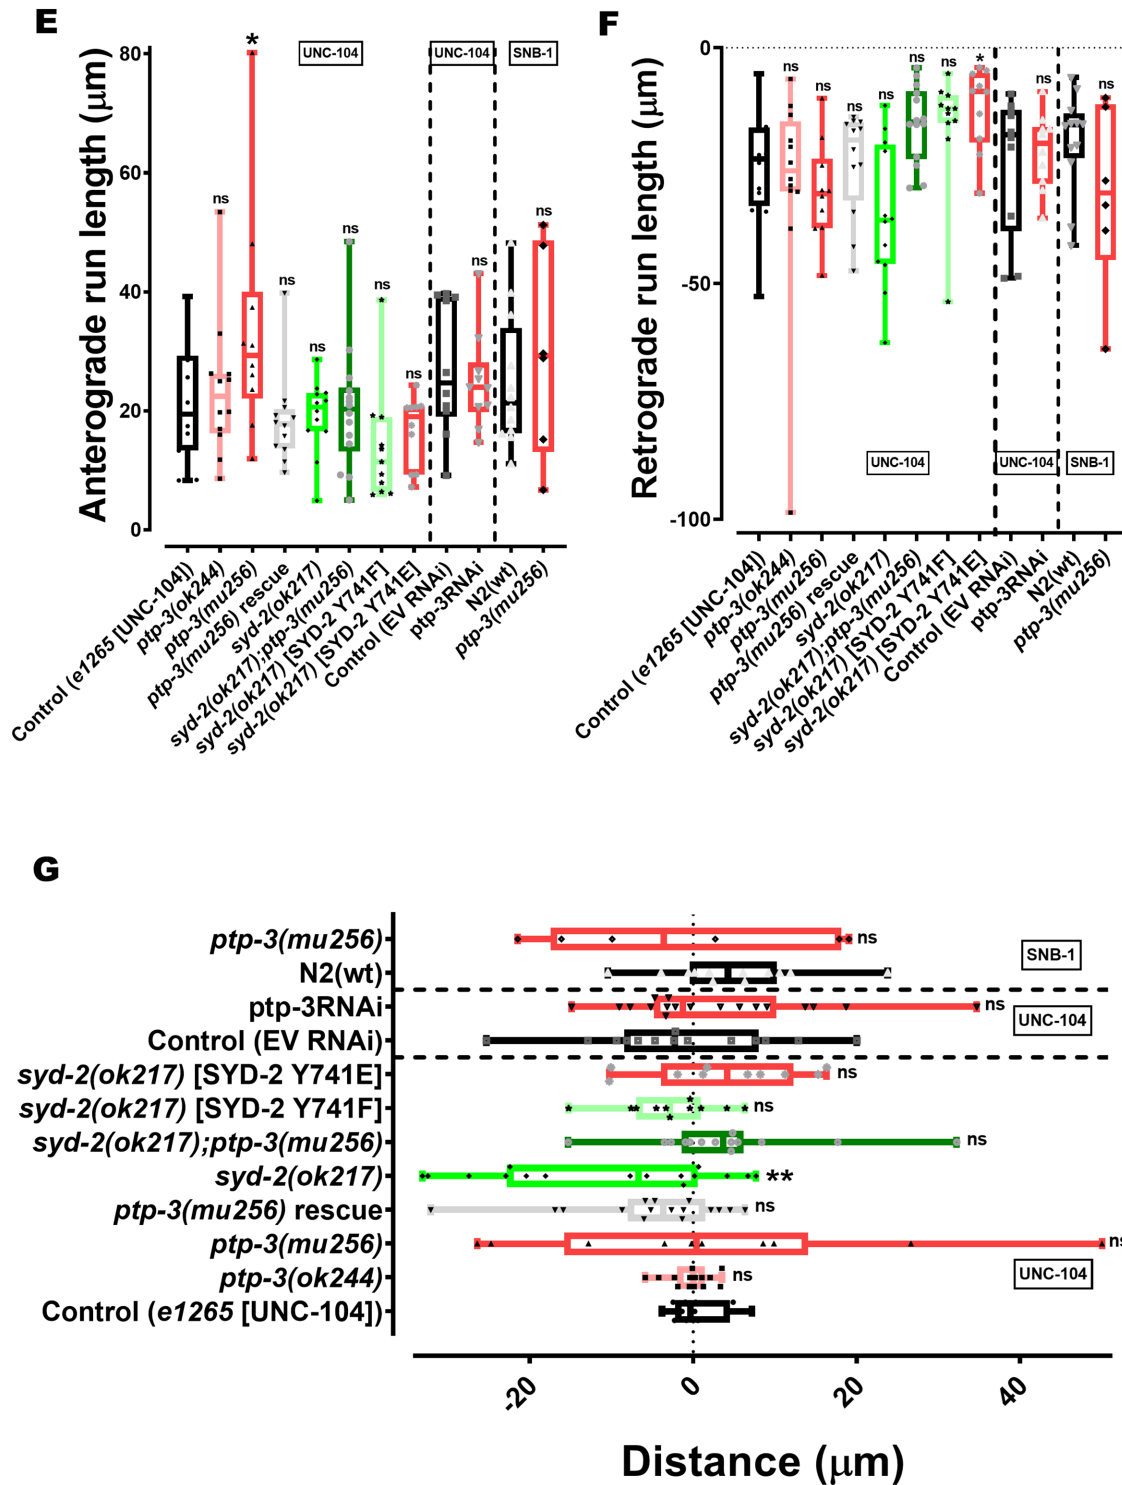 E
Anterograde run length (μm)
80
60
40
20
0
*
ns
ns
ns
ns
ns
ns
ns
ns
ns
UNC-104
UNC-104
SNB-1
Control (e1265 [UNC-104])
ptp-3(ok244)
ptp-3(mu256)
ptp-3(mu256) rescue
syd-2(ok217)
syd-2(ok217);ptp-3(mu256)
syd-2(ok217) [SYD-2 Y741F]
syd-2(ok217) [SYD-2 Y741E]
Control (EV RNAi)
ptp-3RNAi
N2(wt)
ptp-3(mu256)
F
Retrograde run length (μm)
0
-50
-100
ns
ns
ns
ns
ns
ns
*
ns
ns
UNC-104
UNC-104
SNB-1
Control (e1265 [UNC-104])
ptp-3(ok244)
ptp-3(mu256)
ptp-3(mu256) rescue
syd-2(ok217)
syd-2(ok217);ptp-3(mu256)
syd-2(ok217) [SYD-2 Y741F]
syd-2(ok217) [SYD-2 Y741E]
Control (EV RNAi)
ptp-3RNAi
N2(wt)
ptp-3(mu256)
G
ptp-3(mu256) ns
N2(wt)
SNB-1
ptp-3RNAi ns
Control (EV RNAi)
UNC-104
syd-2(ok217) [SYD-2 Y741E] ns
syd-2(ok217) [SYD-2 Y741F] ns
syd-2(ok217);ptp-3(mu256) ns
syd-2(ok217) **
ptp-3(mu256) rescue ns
ptp-3(mu256) ns
ptp-3(ok244) ns
Control (e1265 [UNC-104])
UNC-104
-20
0
20
40
Distance (μm)